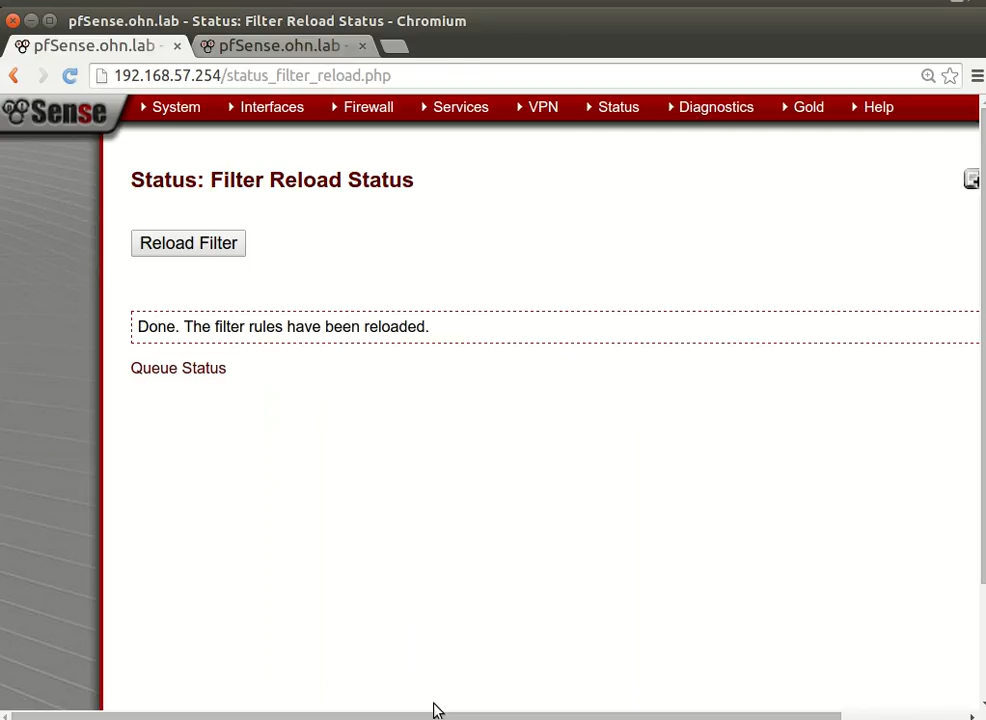 pfSense.ohn.lab - Status: Filter Reload Status - Chromium
pfSense.ohn.lab - pfSense.ohn.lab -
192.168.57.254/status_filter_reload.php
Sense System Interfaces Firewall Services VPN Status Diagnostics Gold Help
Status: Filter Reload Status
Reload Filter
Done. The filter rules have been reloaded.
Queue Status